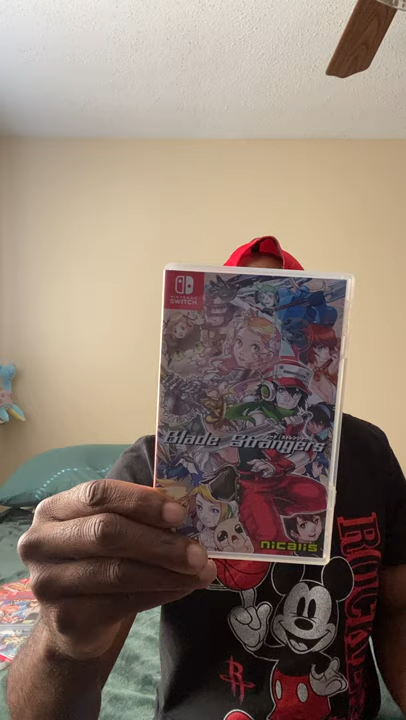 NINTENDO
SWITCH
Blade Strangers
nicalis
ROCKETS
R